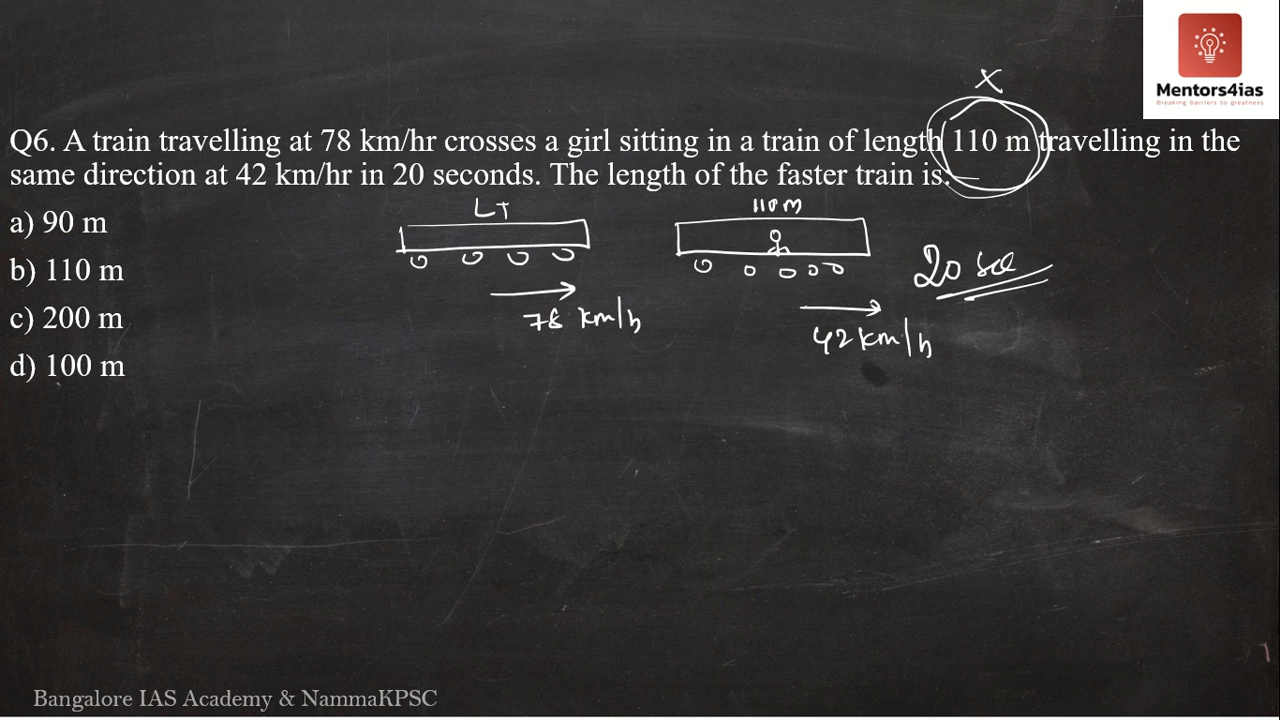 Mentors4ias
Breaking barriers to greatness
x
Q6. A train travelling at 78 km/hr crosses a girl sitting in a train of length 110 m travelling in the
same direction at 42 km/hr in 20 seconds. The length of the faster train is.
a) 90 m
b) 110 m
c) 200 m
d) 100 m
LT
110m
20 sec
78 km/h
42 km/h
Bangalore IAS Academy & NammaKPSC